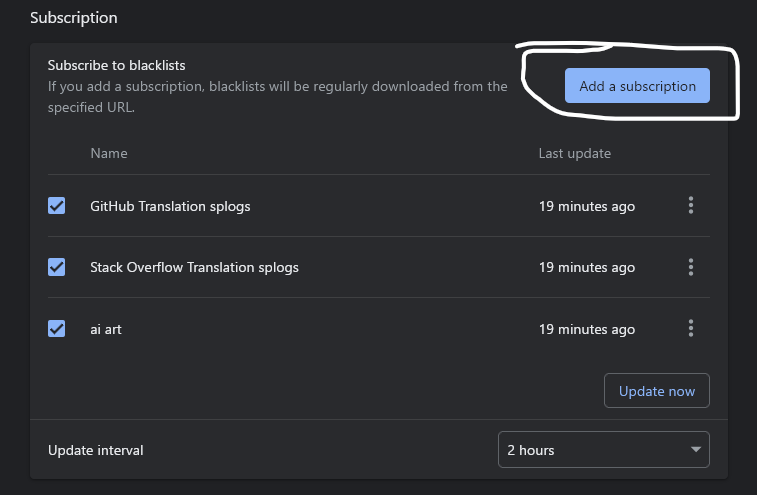 Subscription
Subscribe to blacklists
If you add a subscription, blacklists will be regularly downloaded from the
specified URL.
Add a subscription
Name Last update
GitHub Translation splogs 19 minutes ago
Stack Overflow Translation splogs 19 minutes ago
ai art 19 minutes ago
Update now
Update interval 2 hours